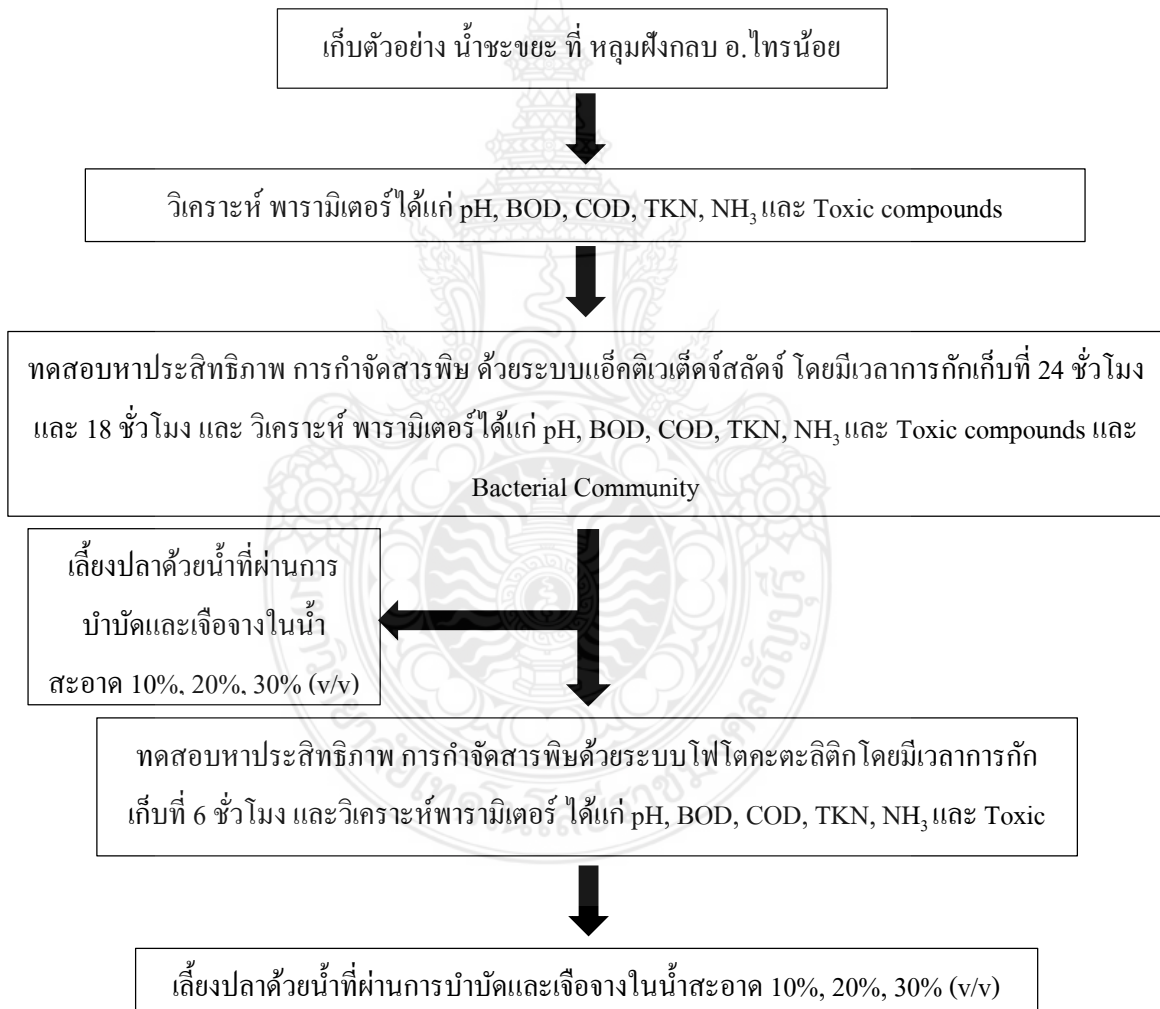 เก็บตัวอย่าง น้ำชะขยะ ที่ หลุมฝังกลบ อ.ไทรน้อย
วิเคราะห์ พารามิเตอร์ได้แก่ pH, BOD, COD, TKN, NH₃ และ Toxic compounds
ทดสอบหาประสิทธิภาพ การกำจัดสารพิษ ด้วยระบบแอ็คติเวเต็ดจ์สลัดจ์ โดยมีเวลาการกักเก็บที่ 24 ชั่วโมง
และ 18 ชั่วโมง และ วิเคราะห์ พารามิเตอร์ได้แก่ pH, BOD, COD, TKN, NH₃ และ Toxic compounds และ
Bacterial Community
เลี้ยงปลาด้วยน้ำที่ผ่านการ
บำบัดและเจือจางในน้ำ
สะอาด 10%, 20%, 30% (v/v)
ทดสอบหาประสิทธิภาพ การกำจัดสารพิษด้วยระบบโฟโตคะตะลิติกโดยมีเวลาการกัก
เก็บที่ 6 ชั่วโมง และวิเคราะห์พารามิเตอร์ ได้แก่ pH, BOD, COD, TKN, NH₃ และ Toxic
เลี้ยงปลาด้วยน้ำที่ผ่านการบำบัดและเจือจางในน้ำสะอาด 10%, 20%, 30% (v/v)